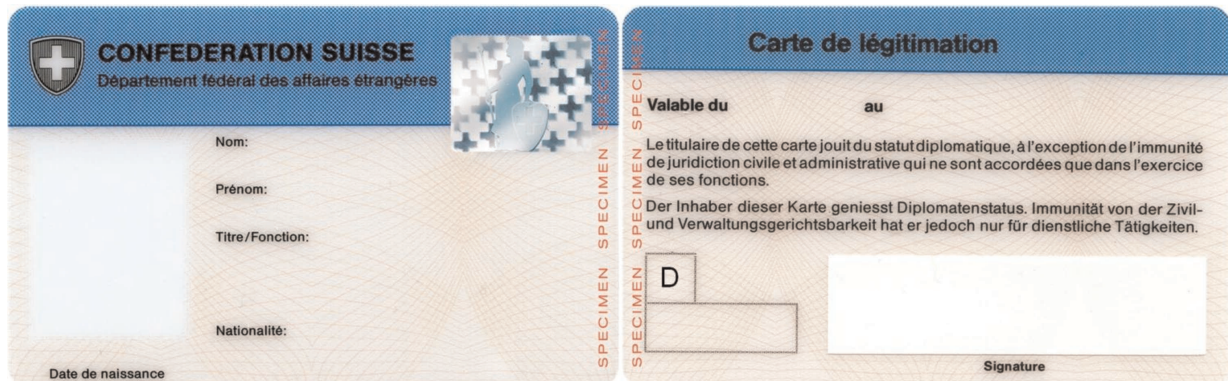 CONFEDERATION SUISSE
Département fédéral des affaires étrangères
Nom:
Prénom:
Titre/Fonction:
Nationalité:
Date de naissance
SPECIMEN SPECIMEN SPECIMEN
SPECIMEN SPECIMEN SPECIMEN
Carte de légitimation
Valable du au
Le titulaire de cette carte jouit du statut diplomatique, à l'exception de l'immunité
de juridiction civile et administrative qui ne sont accordées que dans l'exercice
de ses fonctions.
Der Inhaber dieser Karte geniesst Diplomatenstatus. Immunität von der Zivil-
und Verwaltungsgerichtsbarkeit hat er jedoch nur für dienstliche Tätigkeiten.
D
Signature